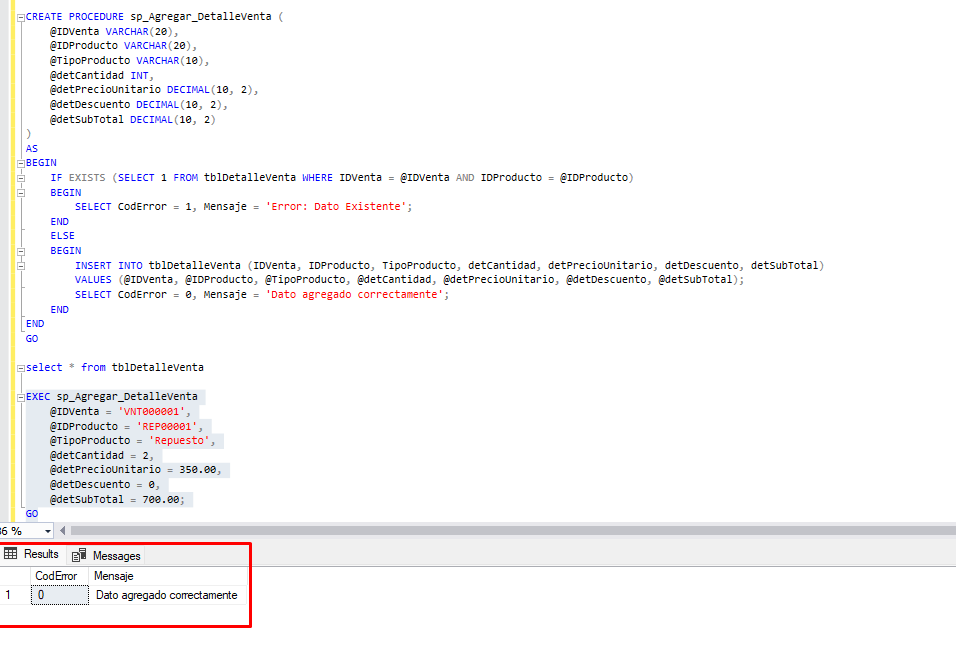 CREATE PROCEDURE sp_Agregar_DetalleVenta (
    @IDVenta VARCHAR(20),
    @IDProducto VARCHAR(20),
    @TipoProducto VARCHAR(10),
    @detCantidad INT,
    @detPrecioUnitario DECIMAL(10, 2),
    @detDescuento DECIMAL(10, 2),
    @detSubTotal DECIMAL(10, 2)
)
AS
BEGIN
    IF EXISTS (SELECT 1 FROM tblDetalleVenta WHERE IDVenta = @IDVenta AND IDProducto = @IDProducto)
    BEGIN
        SELECT CodError = 1, Mensaje = 'Error: Dato Existente';
    END
    ELSE
    BEGIN
        INSERT INTO tblDetalleVenta (IDVenta, IDProducto, TipoProducto, detCantidad, detPrecioUnitario, detDescuento, detSubTotal)
        VALUES (@IDVenta, @IDProducto, @TipoProducto, @detCantidad, @detPrecioUnitario, @detDescuento, @detSubTotal);
        SELECT CodError = 0, Mensaje = 'Dato agregado correctamente';
    END
END
GO
select * from tblDetalleVenta
EXEC sp_Agregar_DetalleVenta
    @IDVenta = 'VNT000001',
    @IDProducto = 'REP00001',
    @TipoProducto = 'Repuesto',
    @detCantidad = 2,
    @detPrecioUnitario = 350.00,
    @detDescuento = 0,
    @detSubTotal = 700.00;
GO
6 %
Results Messages
CodError Mensaje
1 0 Dato agregado correctamente